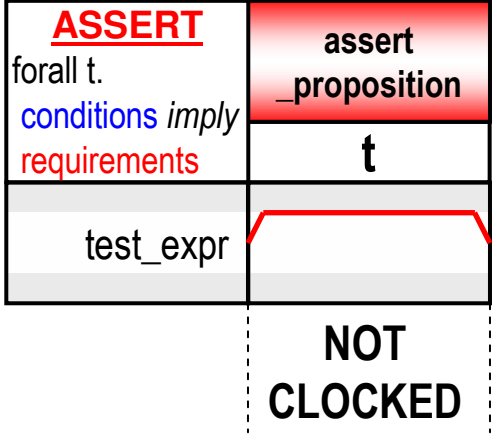 ASSERT
forall t.
conditions imply
requirements
assert
_proposition
t
test_expr
NOT
CLOCKED